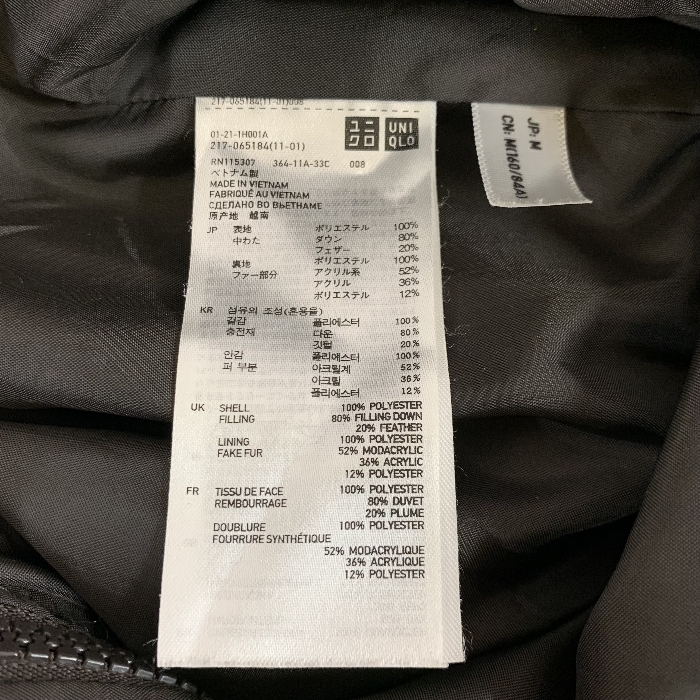 217-065184(11-01)008
01-21-1H001A
217-065184(11-01)
ユニクロ
UNIQLO
RN115307 364-11A-33C 008
ベトナム製
MADE IN VIETNAM
FABRIQUÉ AU VIETNAM
СДЕЛАНО ВО ВЬЕТНАМЕ
原产地 越南
JP 表地 ポリエステル 100%
中わた ダウン 80%
フェザー 20%
裏地 ポリエステル 100%
ファー部分 アクリル系 52%
アクリル 36%
ポリエステル 12%
KR 섬유의 조성(혼용율)
겉감 폴리에스터 100%
충전재 다운 80%
깃털 20%
안감 폴리에스터 100%
퍼 부분 아크릴계 52%
아크릴 36%
폴리에스터 12%
UK SHELL 100% POLYESTER
FILLING 80% FILLING DOWN
20% FEATHER
LINING 100% POLYESTER
FAKE FUR 52% MODACRYLIC
36% ACRYLIC
12% POLYESTER
FR TISSU DE FACE 100% POLYESTER
REMBOURRAGE 80% DUVET
20% PLUME
DOUBLURE 100% POLYESTER
FOURRURE SYNTHÉTIQUE
52% MODACRYLIQUE
36% ACRYLIQUE
12% POLYESTER
JP: M
CN: M(160/84A)